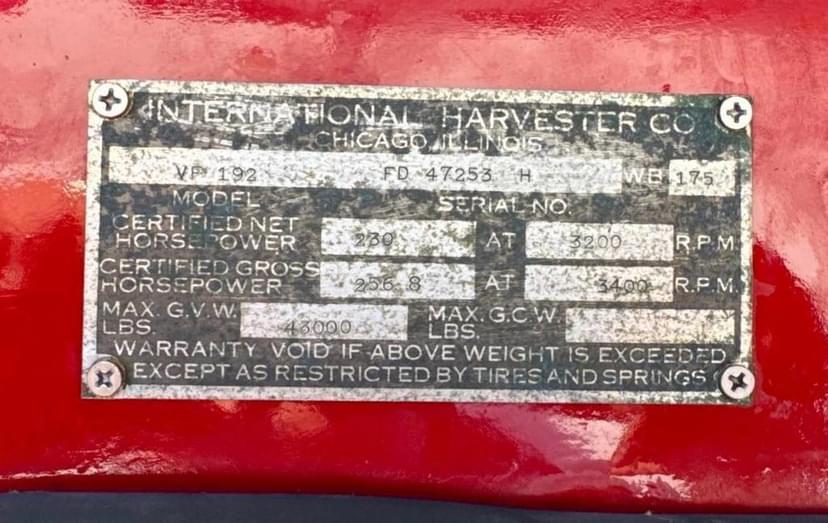 INTERNATIONAL HARVESTER CO
CHICAGO, ILLINOIS
VF 192 FD 47253 H WB 175
MODEL SERIAL NO.
CERTIFIED NET
HORSEPOWER 230 AT 3200 R.P.M.
CERTIFIED GROSS
HORSEPOWER 256.8 AT 3400 R.P.M.
MAX. G.V.W.
LBS. 43000 MAX. G.C.W.
LBS.
WARRANTY VOID IF ABOVE WEIGHT IS EXCEEDED
EXCEPT AS RESTRICTED BY TIRES AND SPRINGS